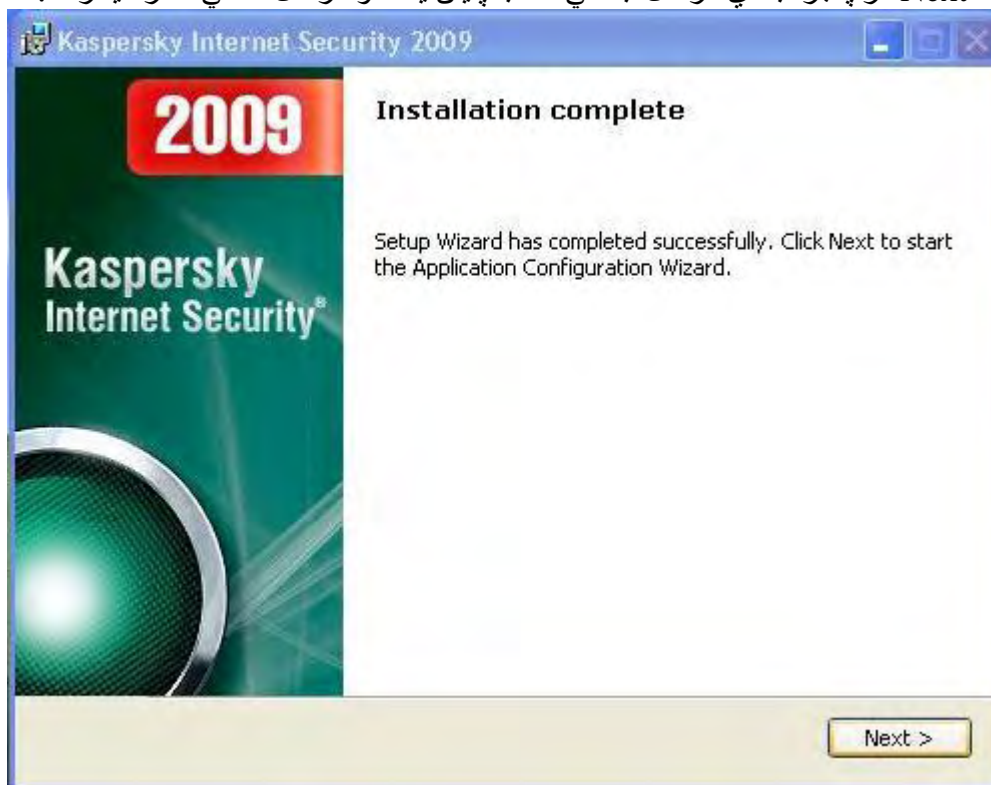 Next
Kaspersky Internet Security 2009
2009
Kaspersky
Internet Security®
Installation complete
Setup Wizard has completed successfully. Click Next to start
the Application Configuration Wizard.
Next >